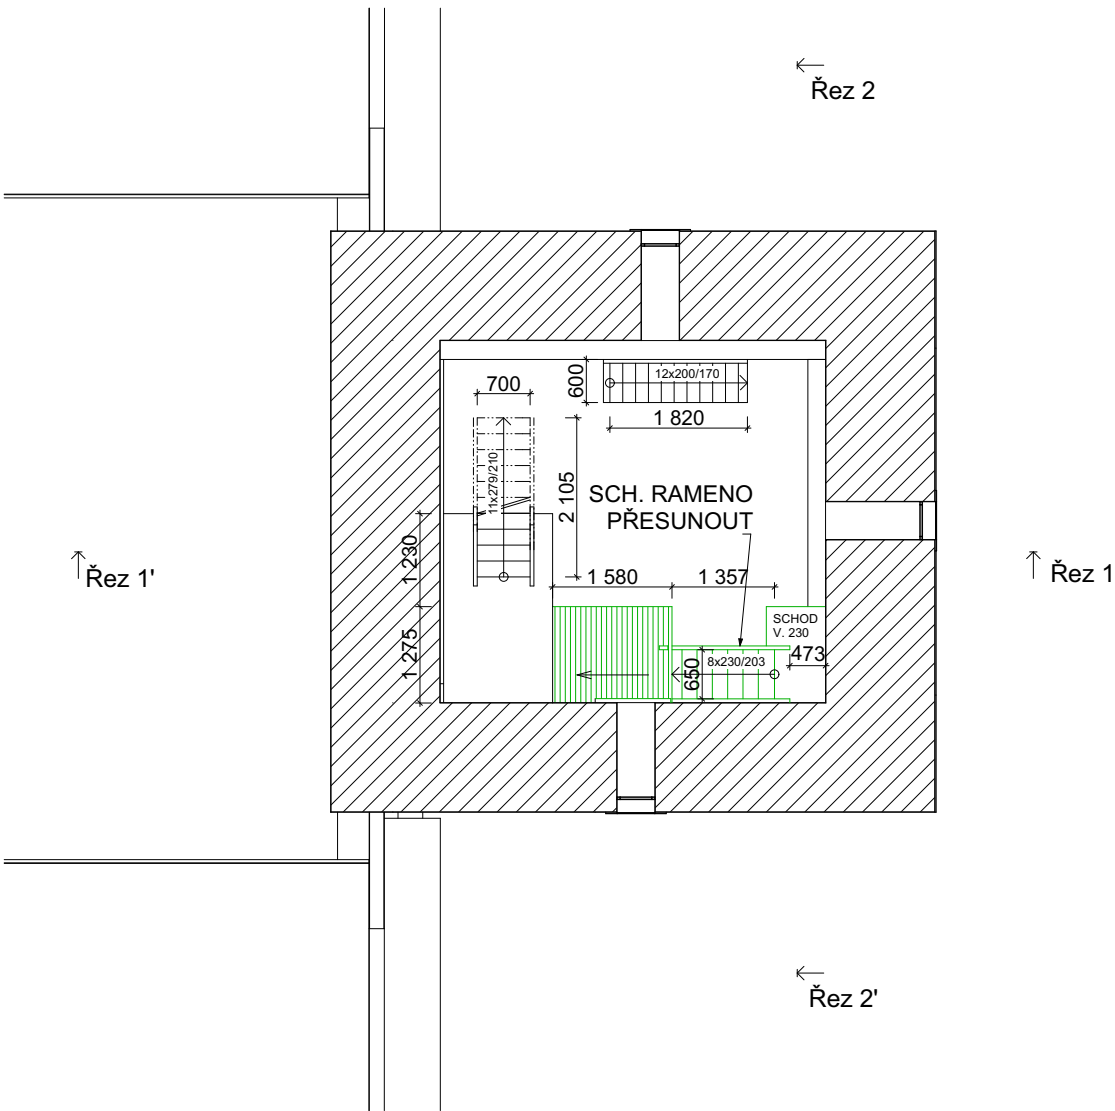 Řez 2
12x200/170
600
700
1 820
11x279/210
2 105
SCH. RAMENO
PŘESUNOUT
1 230
1 580
1 357
Řez 1'
Řez 1
SCHOD
V. 230
1 275
650
8x230/203
473
Řez 2'